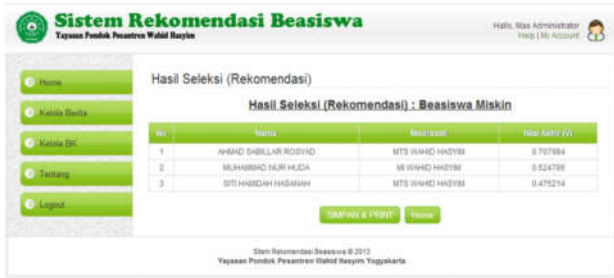 Sistem Rekomendasi Beasiswa
Yayasan Pondok Pesantren Wahid Hasyim
Hallo, Mas Administrator
Help | My Account
Home
Kelola Berita
Kelola BK
Tentang
Logout
Hasil Seleksi (Rekomendasi)
Hasil Seleksi (Rekomendasi) : Beasiswa Miskin
No Nama Madrasah Nilai Akhir (V)
1 AHMAD SABILLAR ROSYAD MTS WAHID HASYIM 0.707984
2 MUHAMMAD NUR HUDA MI WAHID HASYIM 0.524786
3 SITI HAMIDAH HASANAH MTS WAHID HASYIM 0.475214
SIMPAN & PRINT Home
Sitem Rekomendasi Beasiswa © 2013
Yayasan Pondok Pesantren Wahid Hasyim Yogyakarta